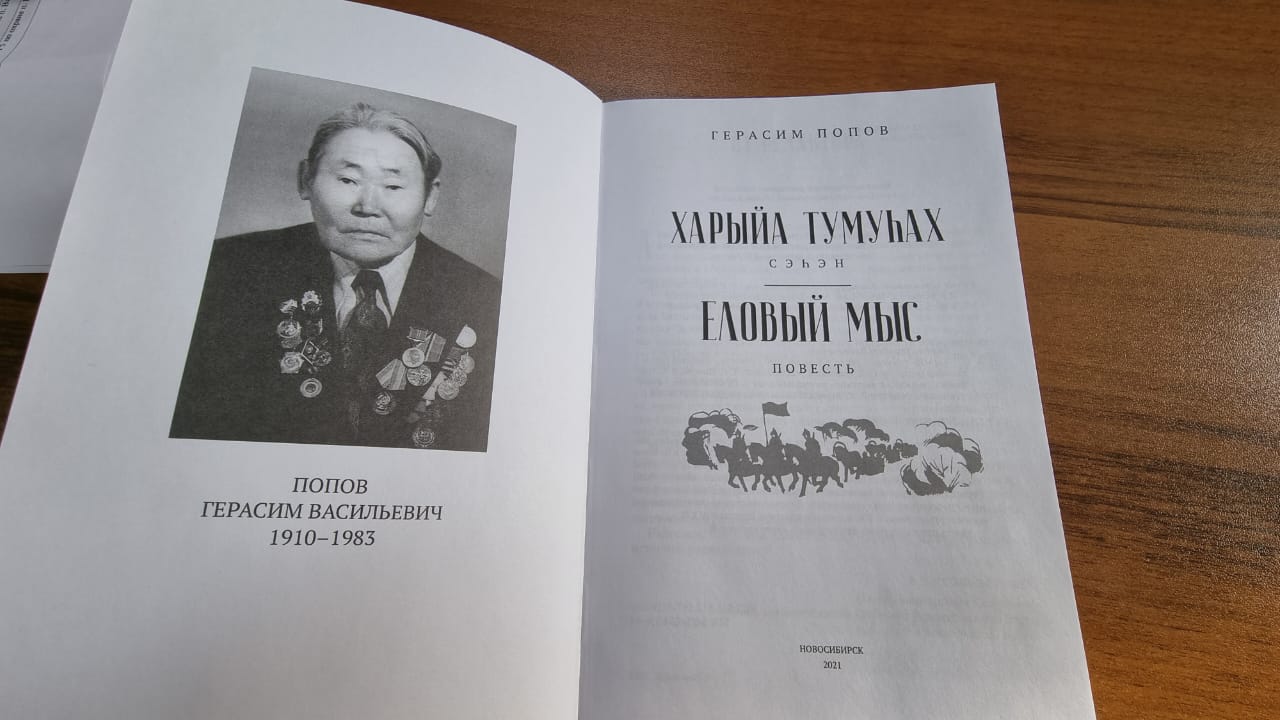 ПОПОВ
ГЕРАСИМ ВАСИЛЬЕВИЧ
1910–1983
ГЕРАСИМ ПОПОВ
ХАРЫЙА ТУМУҺАХ
СЭҺЭН
ЕЛОВЫЙ МЫС
ПОВЕСТЬ
НОВОСИБИРСК
2021